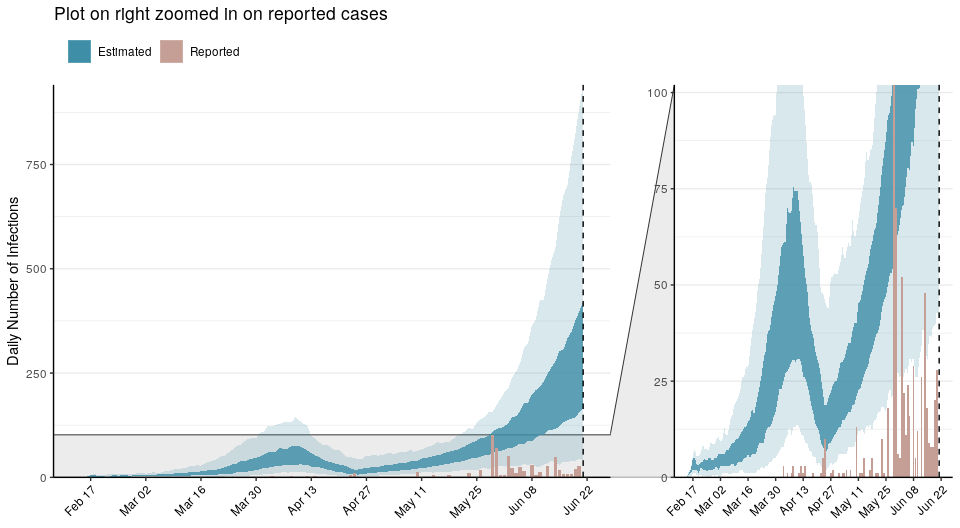 Plot on right zoomed in on reported cases
Estimated Reported
Daily Number of Infections
750
500
250
0
Feb 17 Mar 02 Mar 16 Mar 30 Apr 13 Apr 27 May 11 May 25 Jun 08 Jun 22
100
75
50
25
0
Feb 17 Mar 02 Mar 16 Mar 30 Apr 13 Apr 27 May 11 May 25 Jun 08 Jun 22